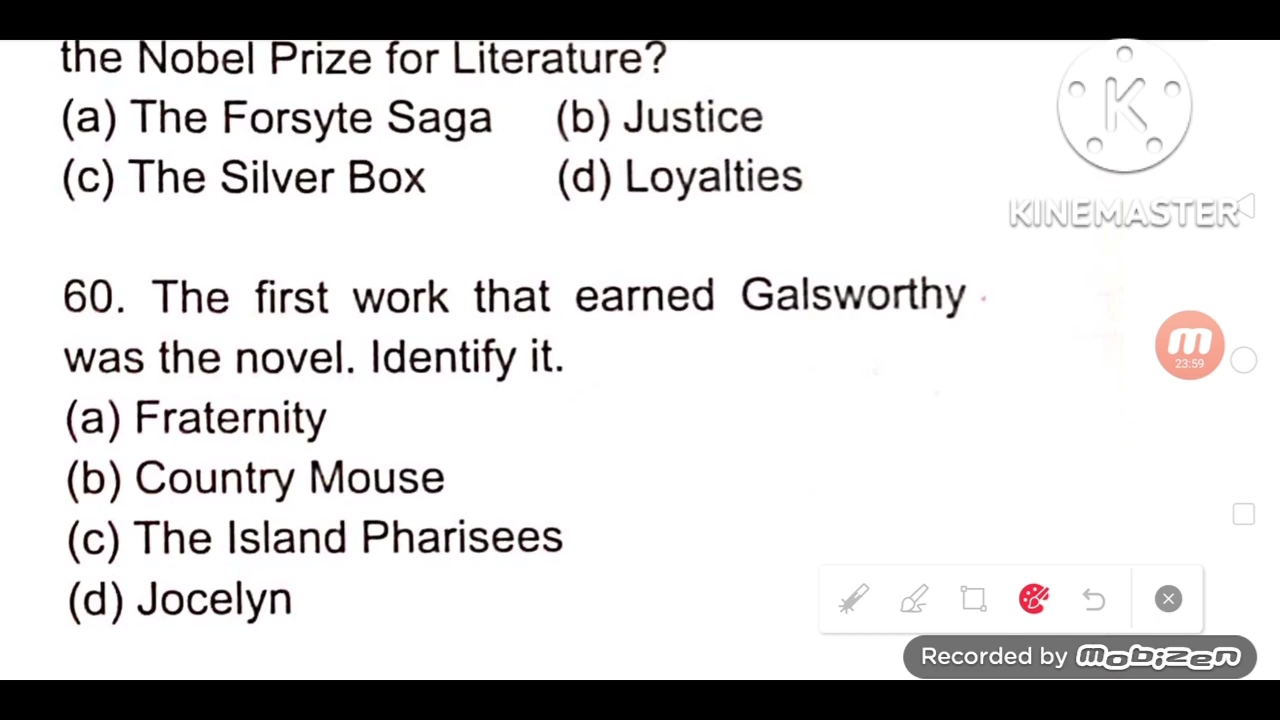 the Nobel Prize for Literature?
(a) The Forsyte Saga (b) Justice
(c) The Silver Box (d) Loyalties
K
KINEMASTER
60. The first work that earned Galsworthy
was the novel. Identify it.
(a) Fraternity
(b) Country Mouse
(c) The Island Pharisees
(d) Jocelyn
m
23:59
Recorded by mobizen